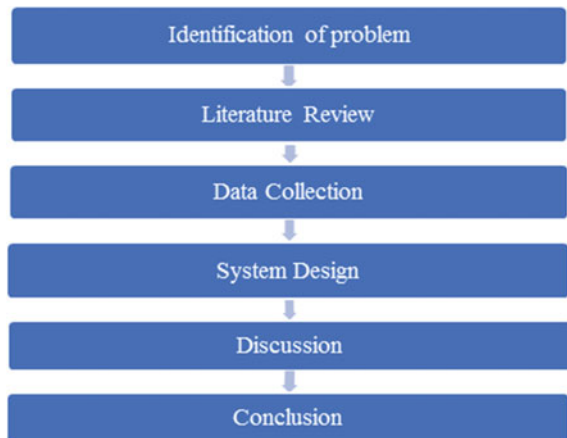 Identification of problem
Literature Review
Data Collection
System Design
Discussion
Conclusion